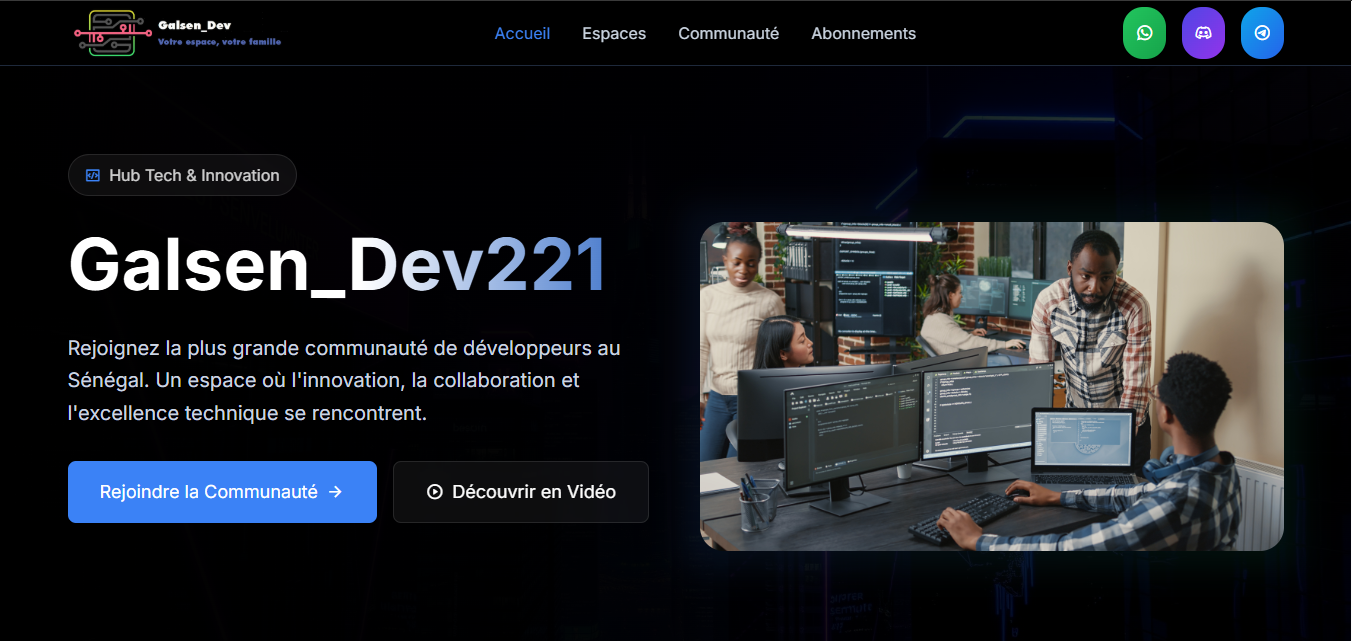 Galsen_Dev
Votre espace, votre famille
Accueil
Espaces
Communauté
Abonnements
Hub Tech & Innovation
Galsen_Dev221
Rejoignez la plus grande communauté de développeurs au
Sénégal. Un espace où l'innovation, la collaboration et
l'excellence technique se rencontrent.
Rejoindre la Communauté →
Découvrir en Vidéo